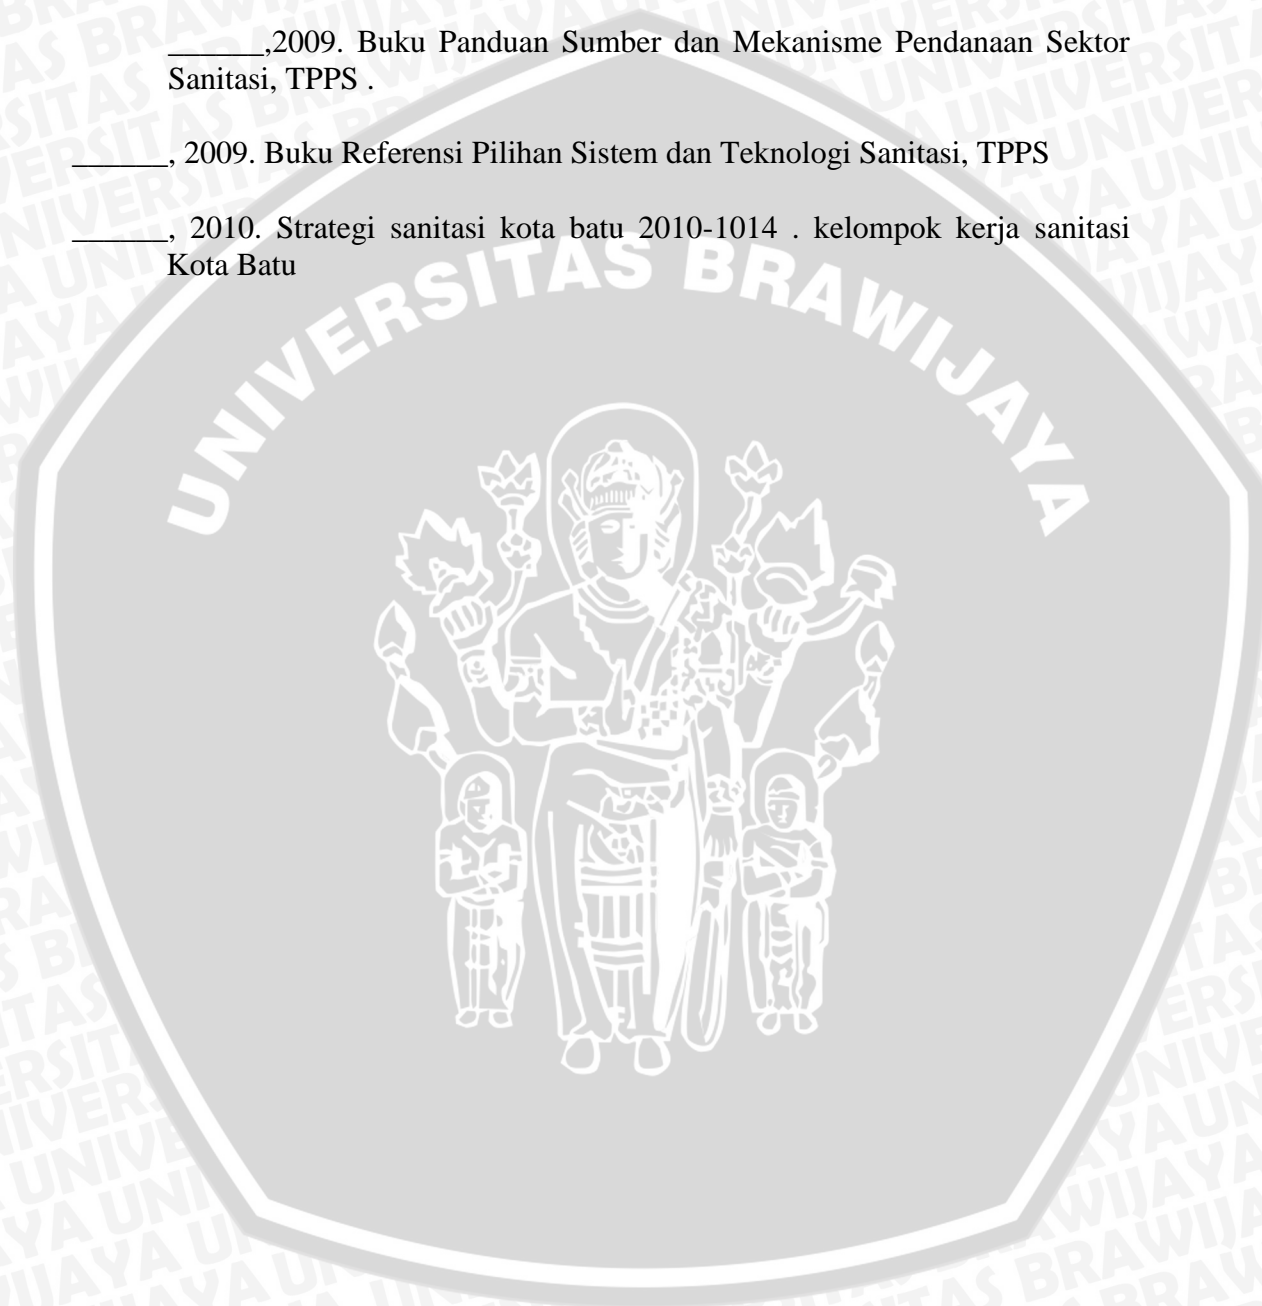 ______,2009. Buku Panduan Sumber dan Mekanisme Pendanaan Sektor
Sanitasi, TPPS .
______, 2009. Buku Referensi Pilihan Sistem dan Teknologi Sanitasi, TPPS
______, 2010. Strategi sanitasi kota batu 2010-1014 . kelompok kerja sanitasi
Kota Batu
UNIVERSITAS BRAWIJAYA